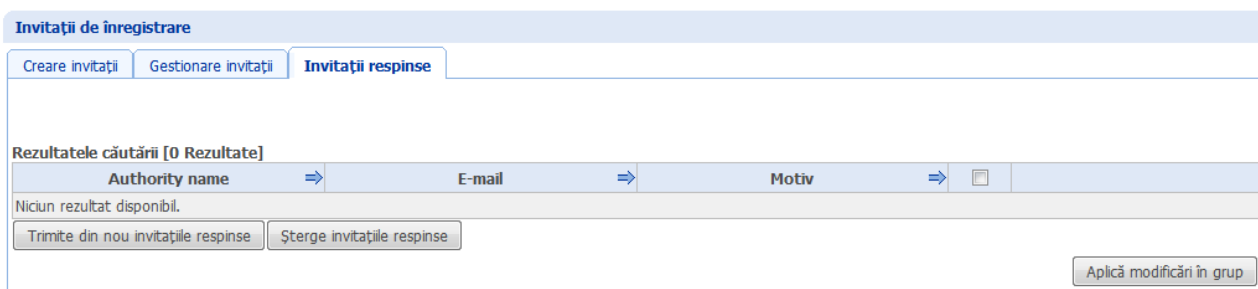 Invitații de înregistrare
Creare invitații Gestionare invitații Invitații respinse
Rezultatele căutării [0 Rezultate]
Authority name E-mail Motiv
Niciun rezultat disponibil.
Trimite din nou invitațiile respinse Șterge invitațiile respinse
Aplică modificări în grup